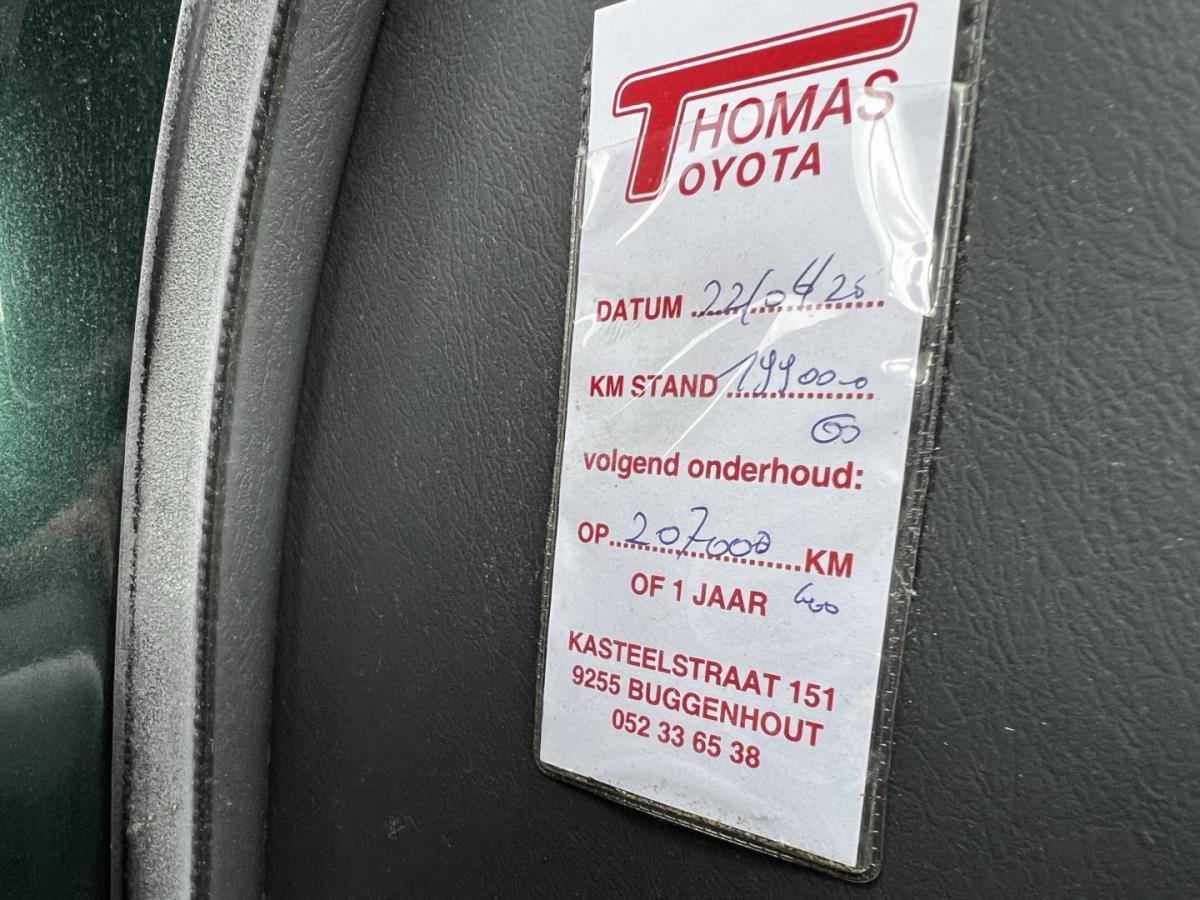 THOMAS
TOYOTA
DATUM 22/04/25
KM STAND 199000
volgend onderhoud:
OP 207000 KM
OF 1 JAAR
KASTEELSTRAAT 151
9255 BUGGENHOUT
052 33 65 38